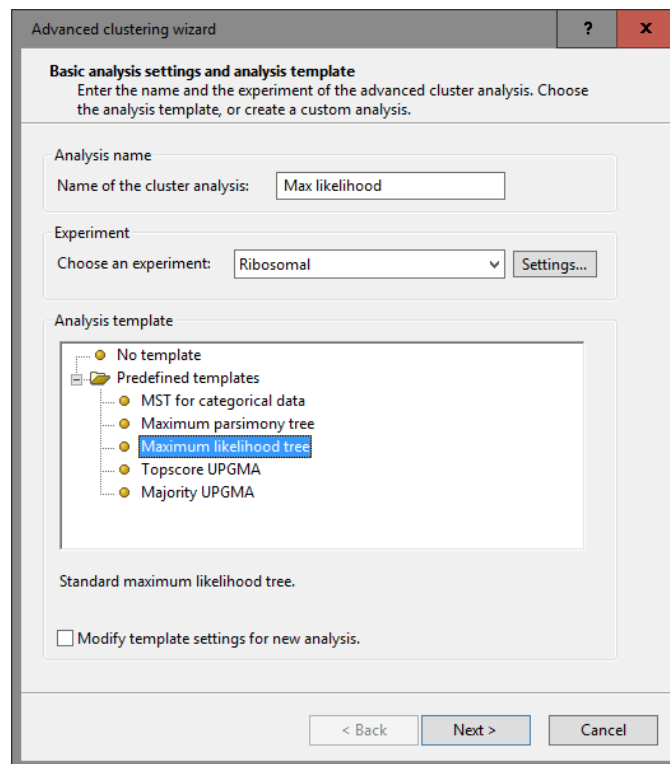 Advanced clustering wizard
?
x
Basic analysis settings and analysis template
Enter the name and the experiment of the advanced cluster analysis. Choose
the analysis template, or create a custom analysis.
Analysis name
Name of the cluster analysis: Max likelihood
Experiment
Choose an experiment: Ribosomal Settings...
Analysis template
No template
Predefined templates
MST for categorical data
Maximum parsimony tree
Maximum likelihood tree
Topscore UPGMA
Majority UPGMA
Standard maximum likelihood tree.
Modify template settings for new analysis.
< Back Next > Cancel